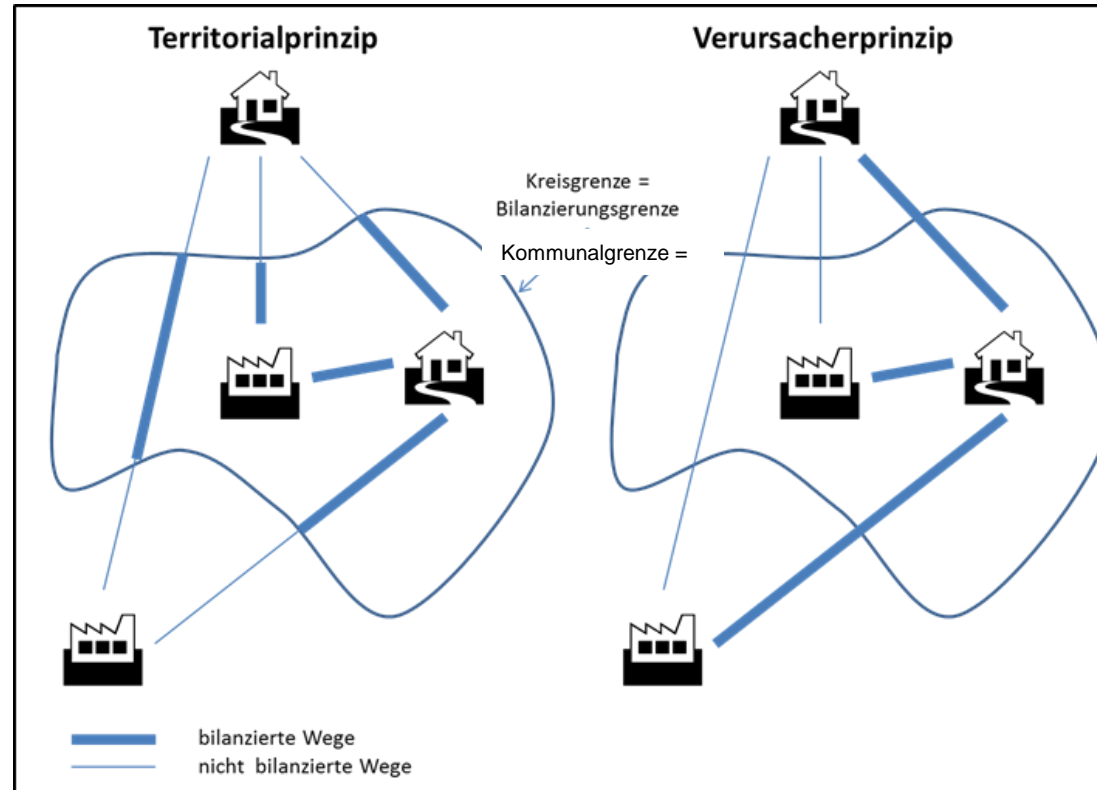 Territorialprinzip
Verursacherprinzip
Kreisgrenze =
Bilanzierungsgrenze
Kommunalgrenze =
bilanzierte Wege
nicht bilanzierte Wege